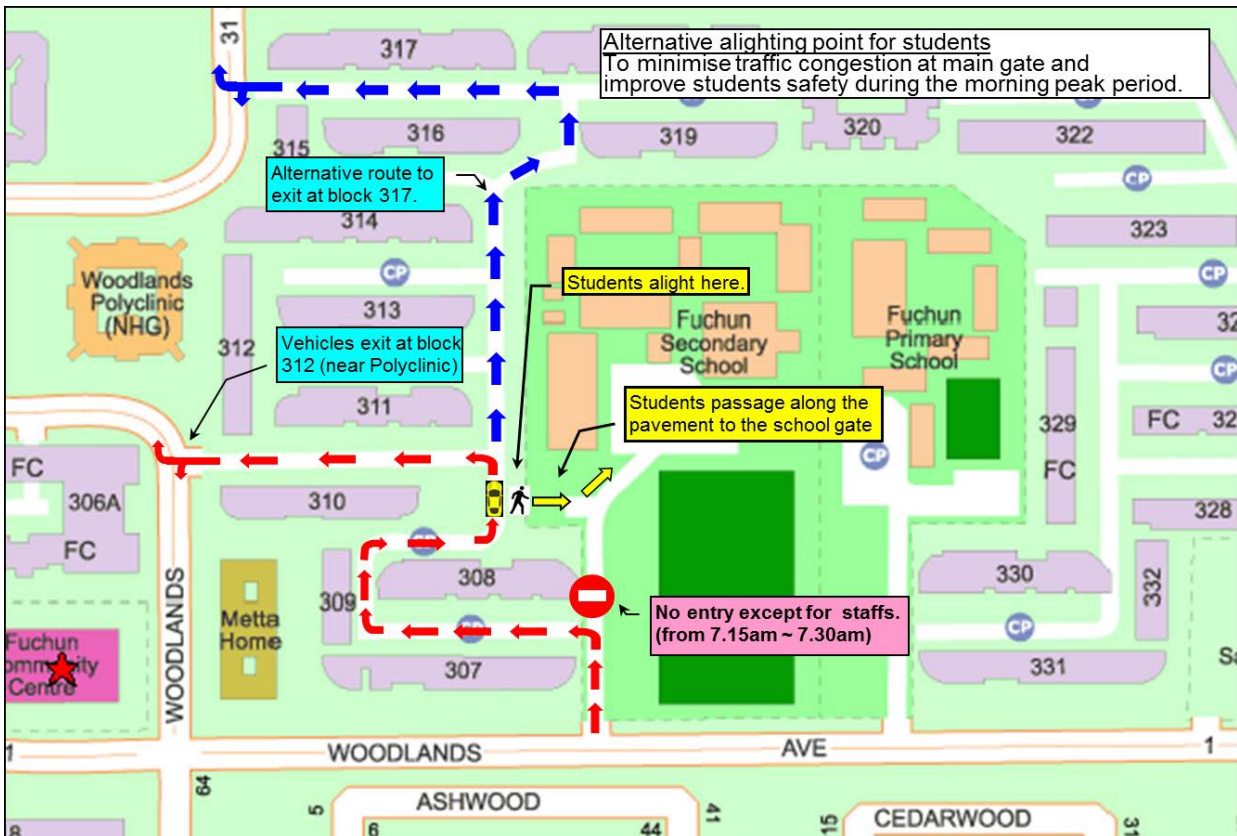 31
317
Alternative alighting point for students
To minimise traffic congestion at main gate and
improve students safety during the morning peak period.
315
316
319
320
322
Alternative route to
exit at block 317.
CP
314
323
Woodlands
Polyclinic
(NHG)
CP
CP
Students alight here.
313
312
Vehicles exit at block
312 (near Polyclinic)
Fuchun
Secondary
School
Fuchun
Primary
School
CP
311
Students passage along the
pavement to the school gate
329
FC
FC
CP
FC
306A
FC
310
328
CP
308
309
330
332
Metta
Home
No entry except for staffs.
(from 7.15am ~ 7.30am)
CP
CP
Fuchun
Community
Centre
307
331
WOODLANDS
1
WOODLANDS
AVE
1
64
5
ASHWOOD
41
15
CEDARWOOD
31
8
6
44